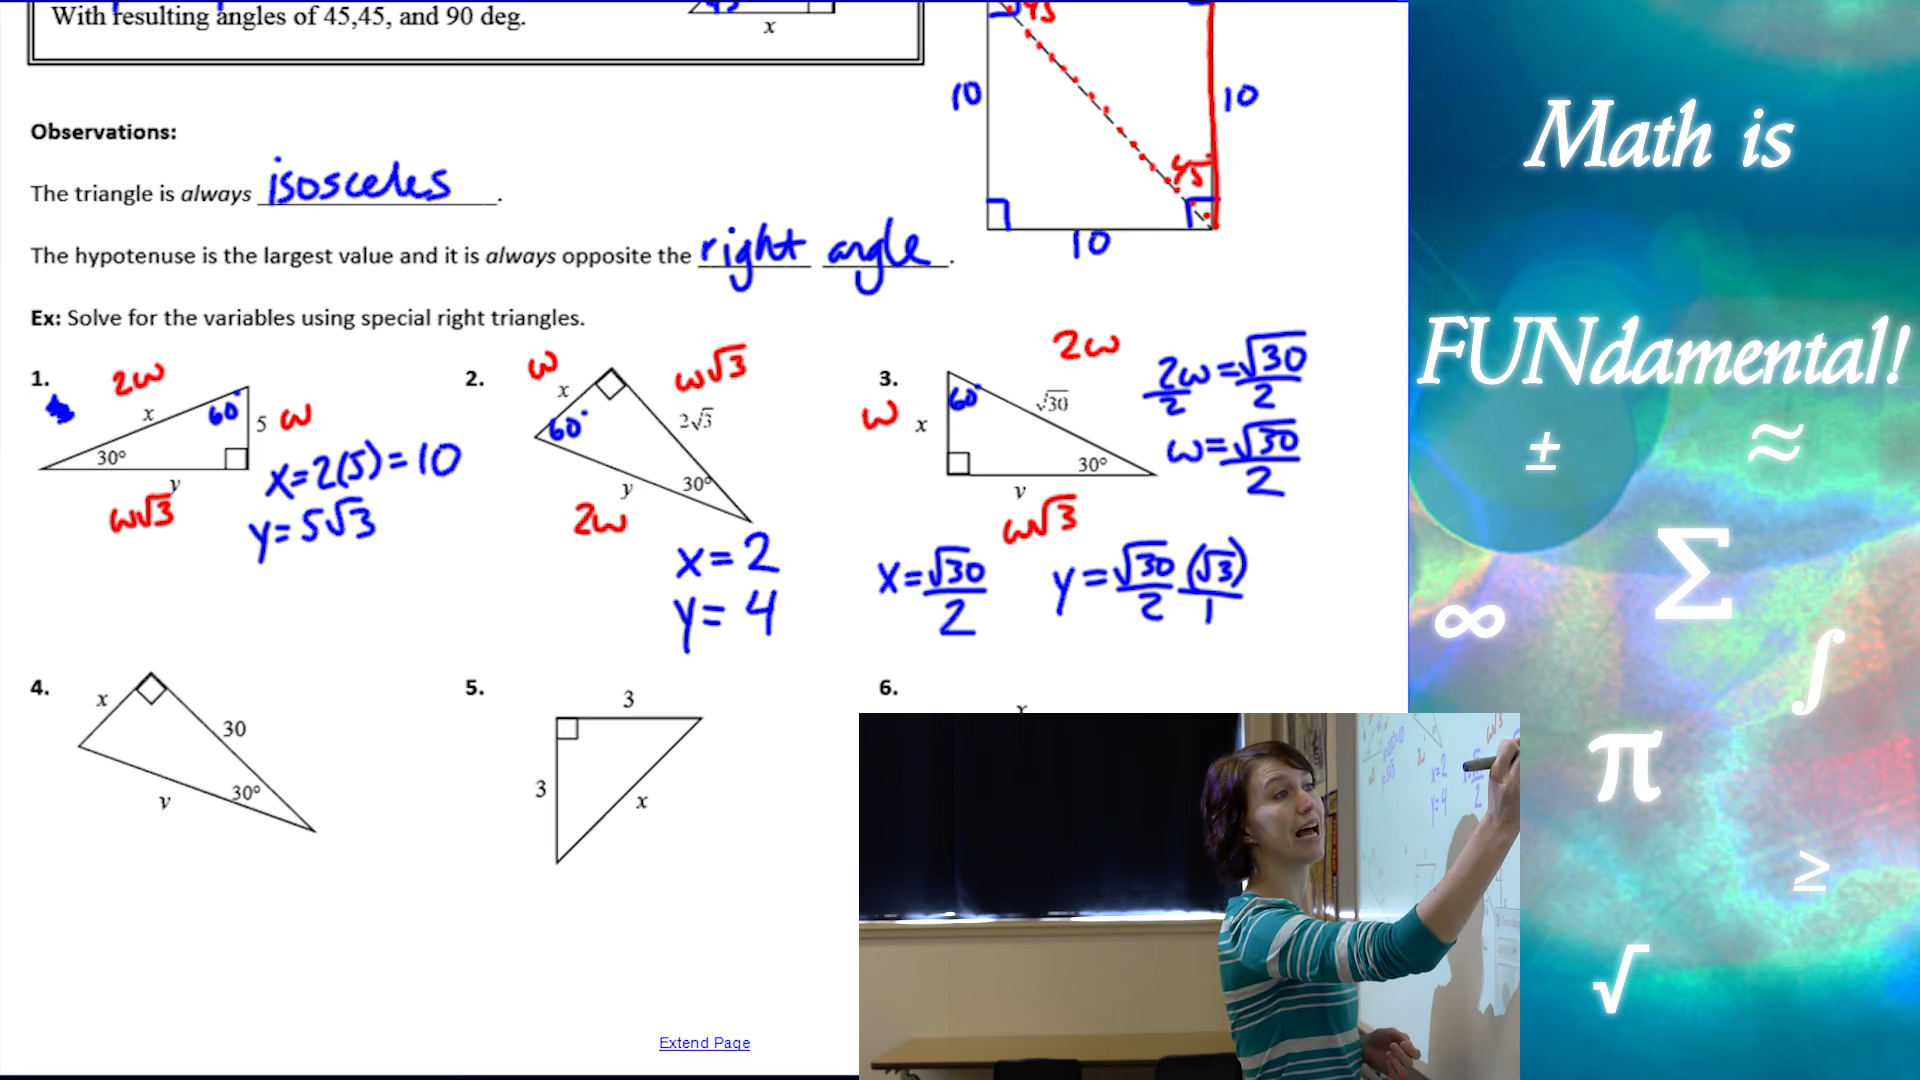 With resulting angles of 45,45, and 90 deg.
x
45
10
10
45
10
Observations:
The triangle is always isosceles.
The hypotenuse is the largest value and it is always opposite the right angle.
Ex: Solve for the variables using special right triangles.
1.
2w
x
60°
5 w
30°
y
w√3
x=2(5)=10
y=5√3
2.
w
x
w√3
2√3
60°
30°
y
2w
x=2
y=4
3.
2w
w
x
60°
√30
30°
y
w√3
2w/2=√30/2
w=√30/2
x=√30/2
y=√30/2 (√3)/1
4.
x
30
30°
y
5.
3
3
x
6.
x
x=2
y=4
Extend Page
Math is
FUNdamental!
± ≈
∑
∞
∫
π
≥
√